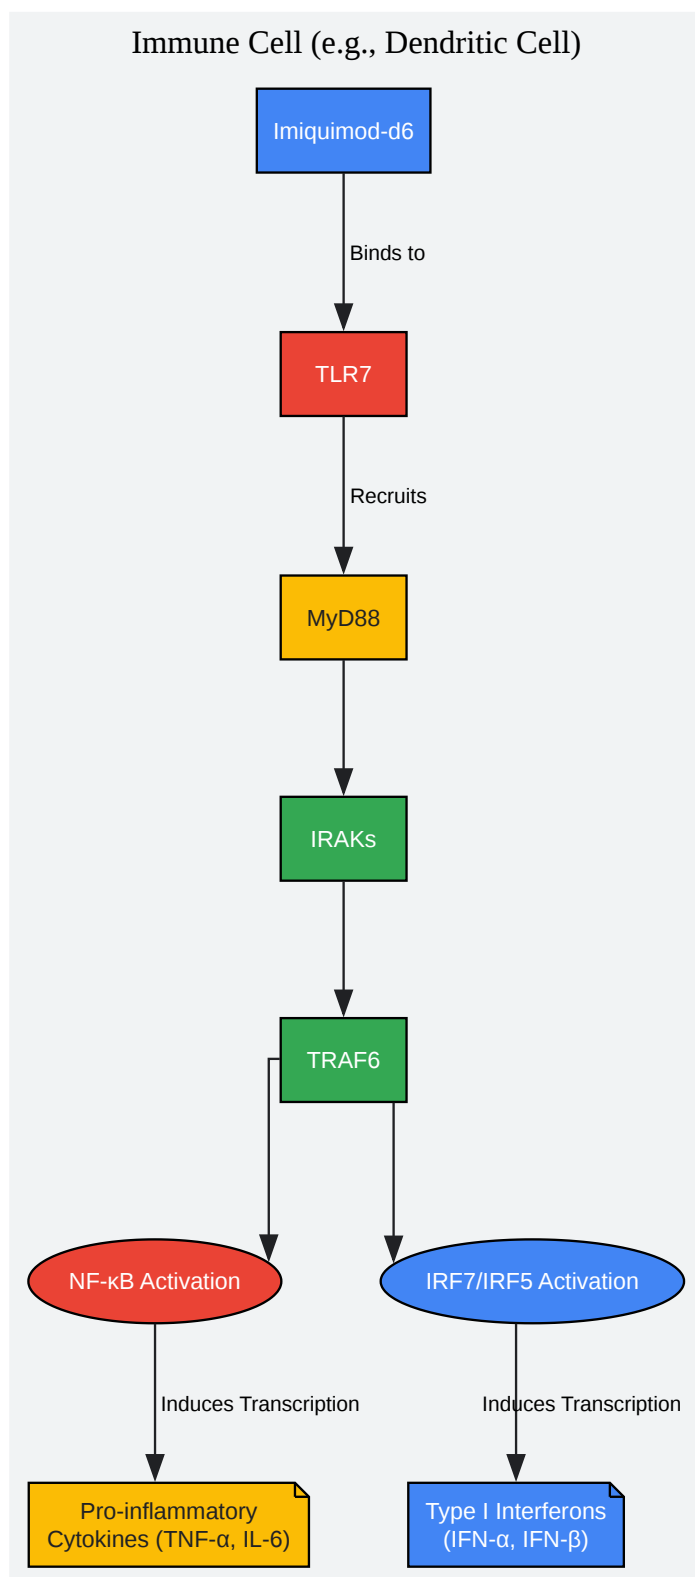 Immune Cell (e.g., Dendritic Cell)
Imiquimod-d6
Binds to
TLR7
Recruits
MyD88
IRAKs
TRAF6
NF-κB Activation
IRF7/IRF5 Activation
Induces Transcription
Induces Transcription
Pro-inflammatory
Cytokines (TNF-α, IL-6)
Type I Interferons
(IFN-α, IFN-β)